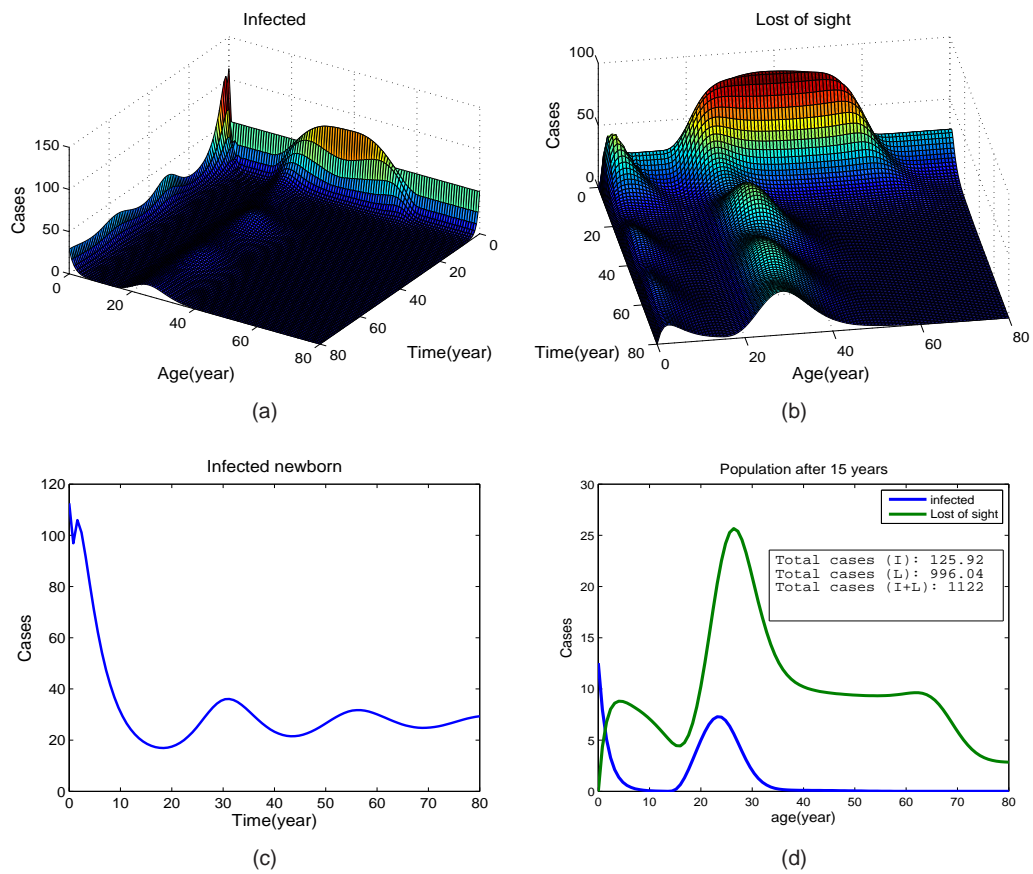 Infected
150
100
50
0
Cases
0
20
40
60
80
Age(year)
80
60
40
20
0
Time(year)
(a)
Lost of sight
100
50
0
Cases
0
20
40
60
80
Time(year)
0
20
40
60
80
Age(year)
(b)
Infected newborn
120
100
80
60
40
20
0
Cases
0 10 20 30 40 50 60 70 80
Time(year)
(c)
Population after 15 years
30
25
20
15
10
5
0
Cases
infected
Lost of sight
Total cases (I): 125.92
Total cases (L): 996.04
Total cases (I+L): 1122
0 10 20 30 40 50 60 70 80
age(year)
(d)